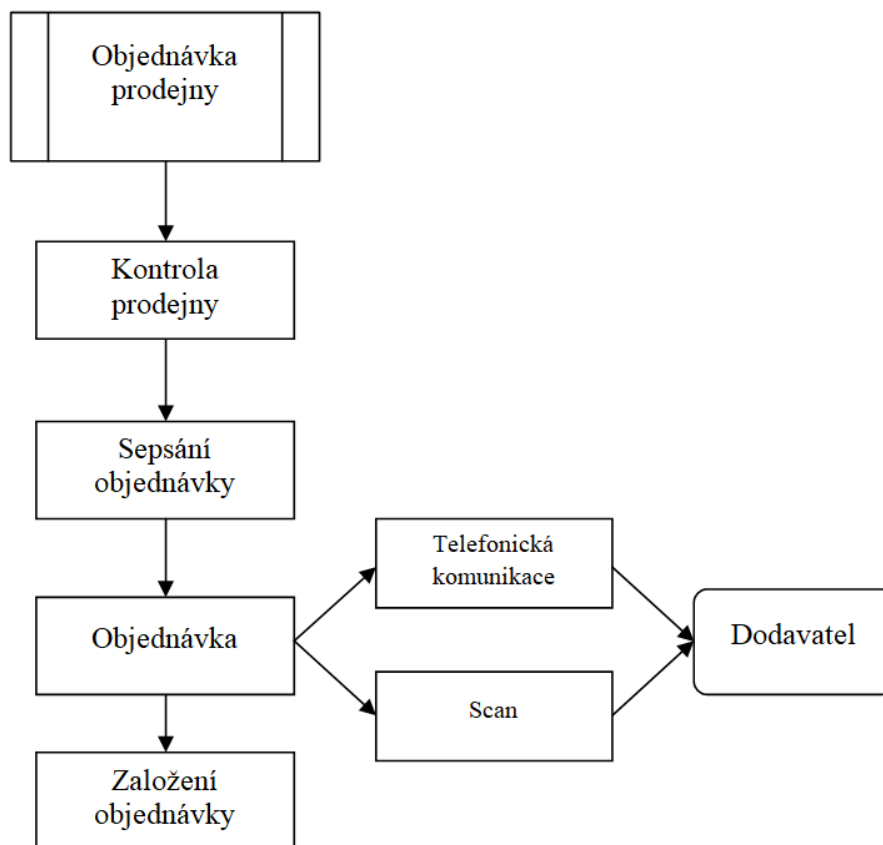 Objednávka
prodejny
Kontrola
prodejny
Sepsání
objednávky
Objednávka
Telefonická
komunikace
Scan
Dodavatel
Založení
objednávky